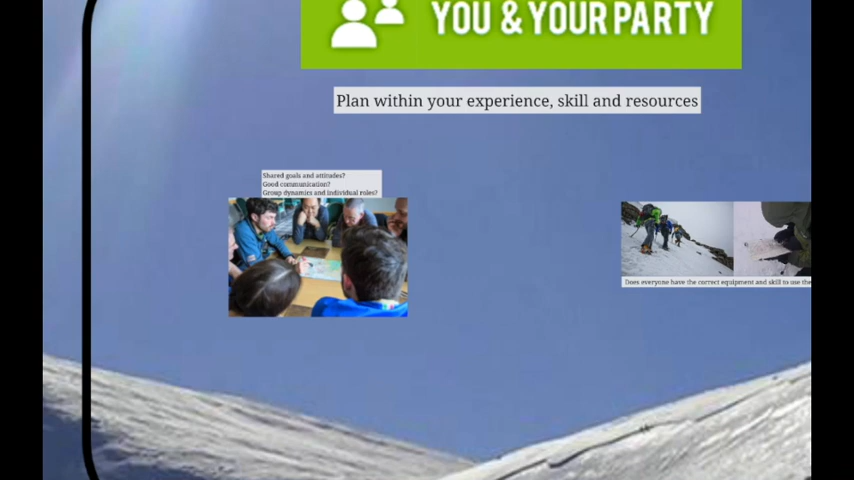 YOU & YOUR PARTY
Plan within your experience, skill and resources
Shared goals and attitudes?
Good communication?
Group dynamics and individual roles?
Does everyone have the correct equipment and skill to use the